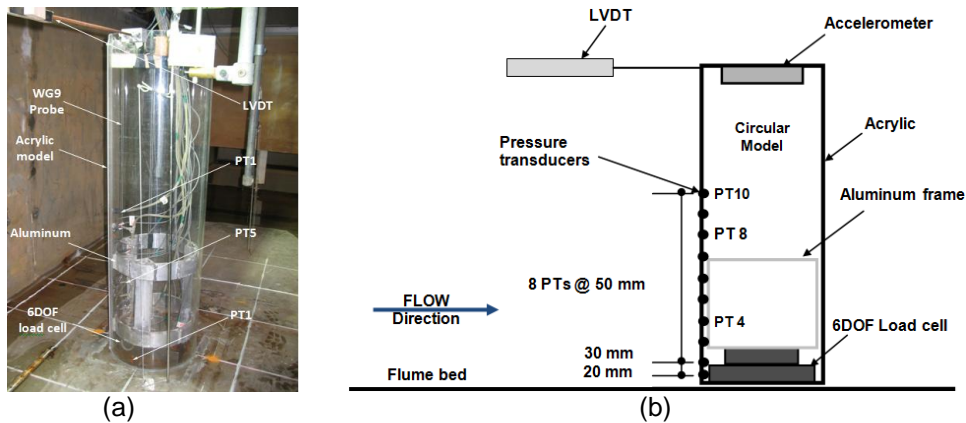 WG9
Probe
Acrylic
model
Aluminum
6DOF
load cell
LVDT
PT1
PT5
PT1
(a)
LVDT
Accelerometer
Pressure
transducers
Circular
Model
Acrylic
PT10
Aluminum frame
PT 8
8 PTs @ 50 mm
FLOW
Direction
PT 4
6DOF Load cell
30 mm
20 mm
Flume bed
(b)